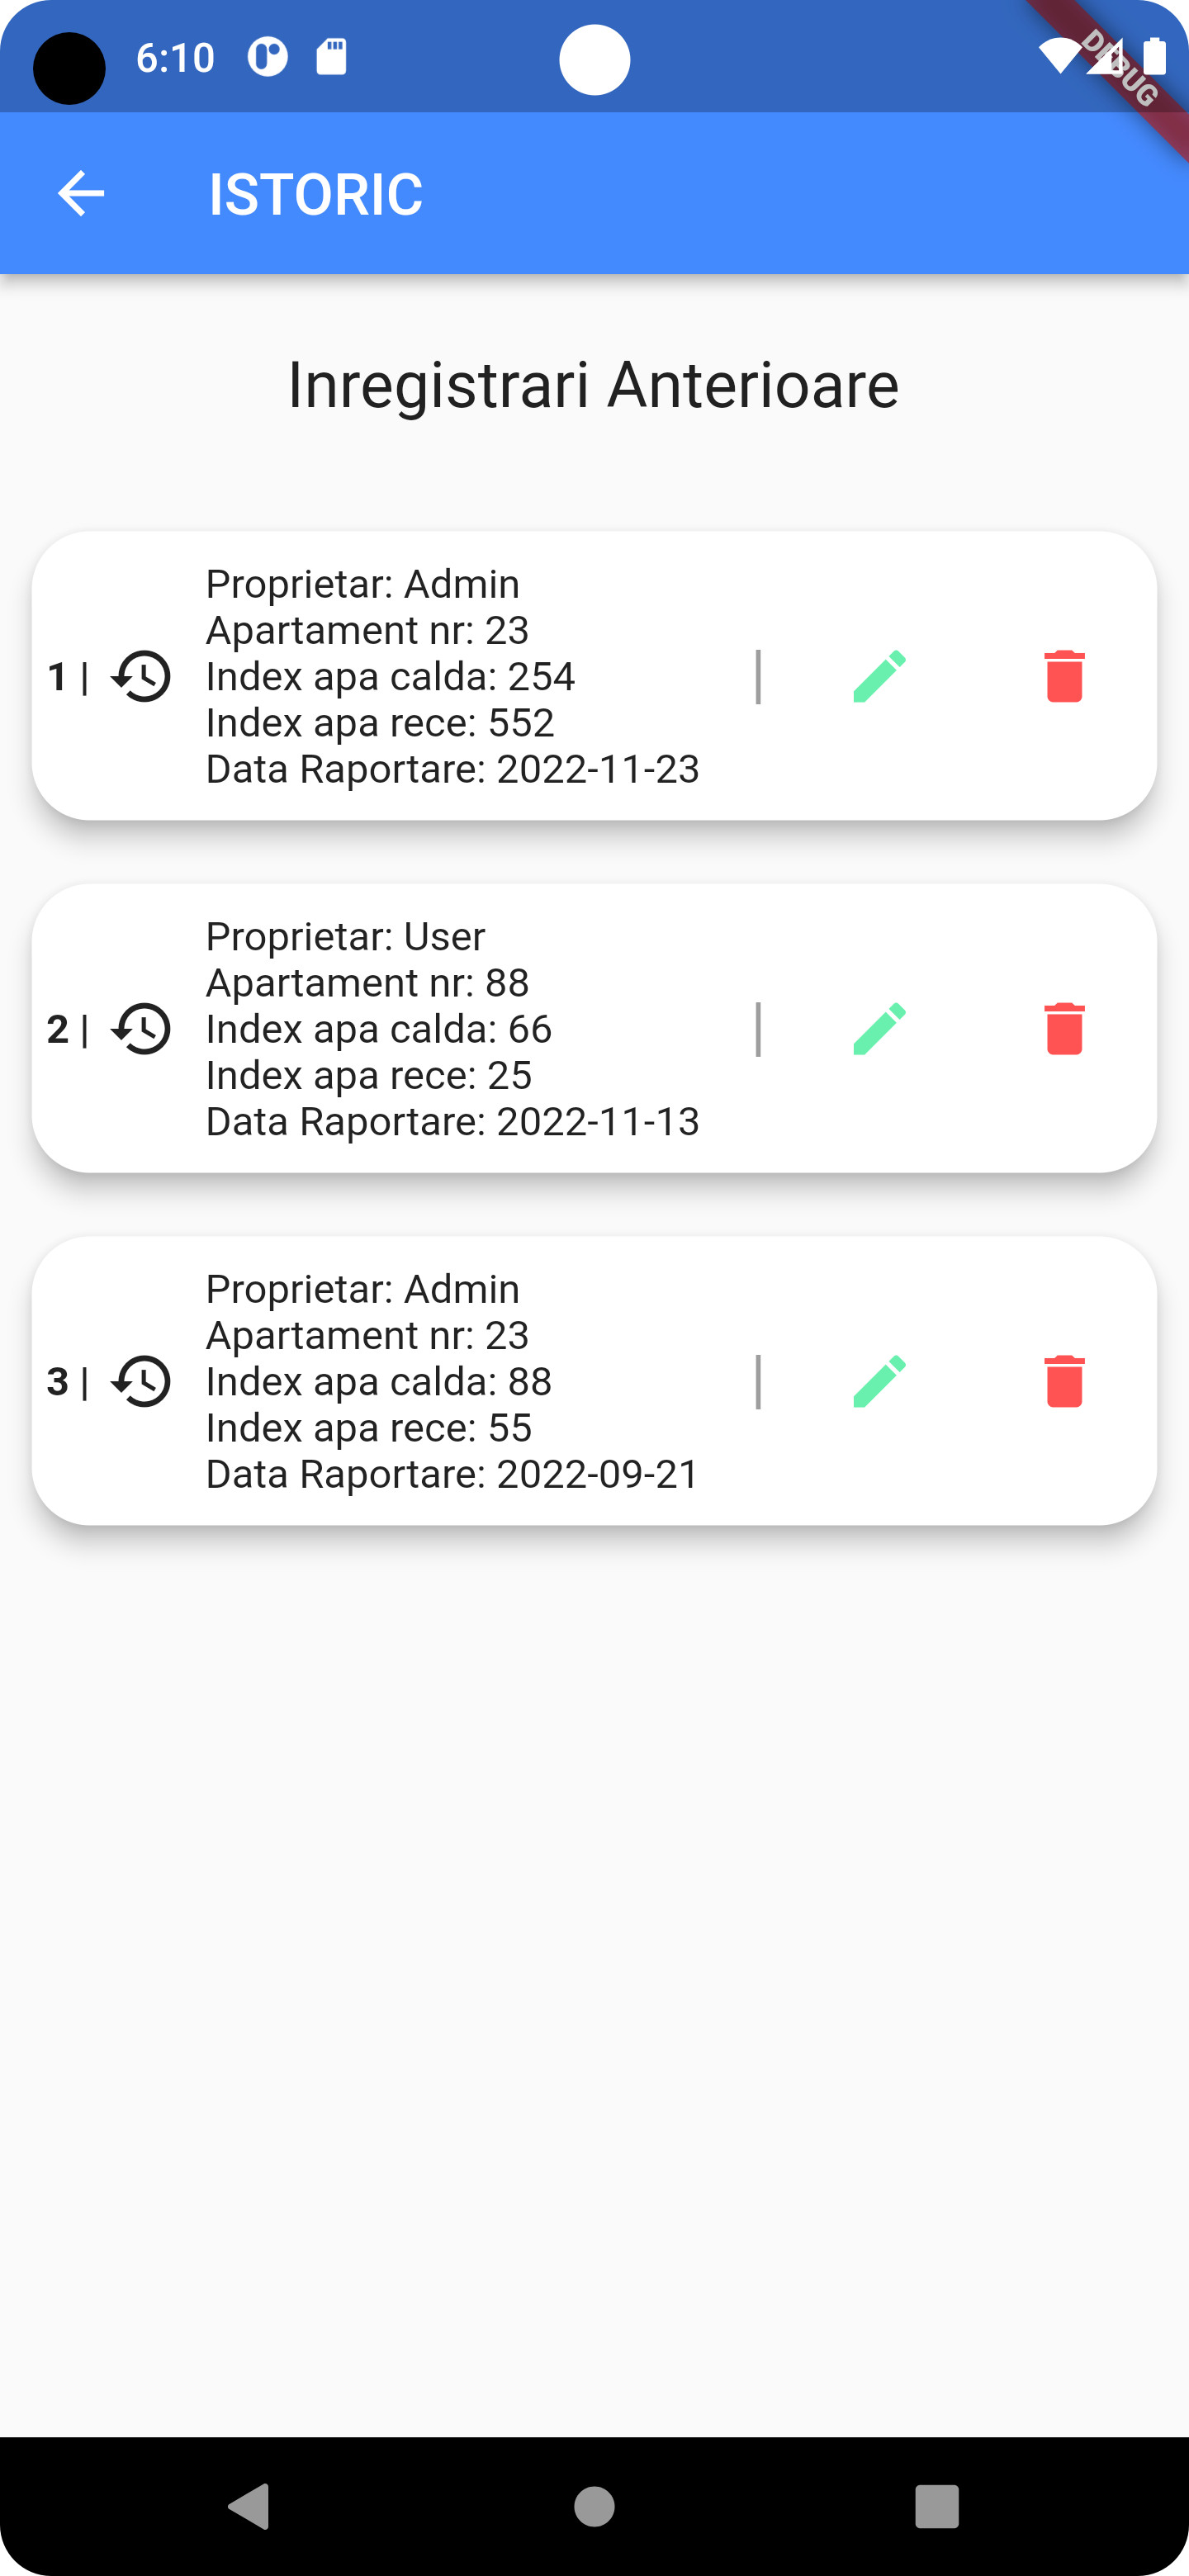 6:10
DEBUG
ISTORIC
Inregistrari Anterioare
1 |
Proprietar: Admin
Apartament nr: 23
Index apa calda: 254
Index apa rece: 552
Data Raportare: 2022-11-23
|
2 |
Proprietar: User
Apartament nr: 88
Index apa calda: 66
Index apa rece: 25
Data Raportare: 2022-11-13
|
3 |
Proprietar: Admin
Apartament nr: 23
Index apa calda: 88
Index apa rece: 55
Data Raportare: 2022-09-21
|